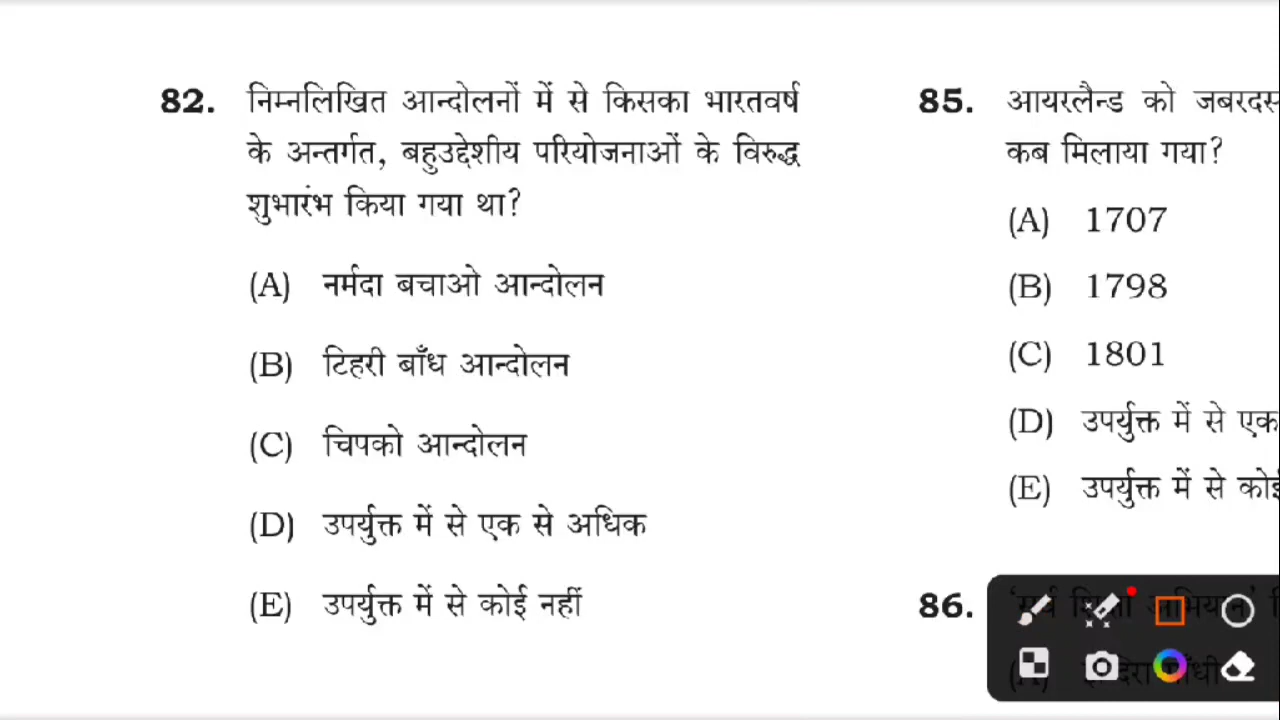 82. निम्नलिखित आन्दोलनों में से किसका भारतवर्ष
के अन्तर्गत, बहुउद्देशीय परियोजनाओं के विरुद्ध
शुभारंभ किया गया था?
(A) नर्मदा बचाओ आन्दोलन
(B) टिहरी बाँध आन्दोलन
(C) चिपको आन्दोलन
(D) उपर्युक्त में से एक से अधिक
(E) उपर्युक्त में से कोई नहीं
85. आयरलैन्ड को
कब मिलाया गया?
(A) 1707
(B) 1798
(C) 1801
(D) उपर्युक्त में से एक
(E) उपर्युक्त में से
86.